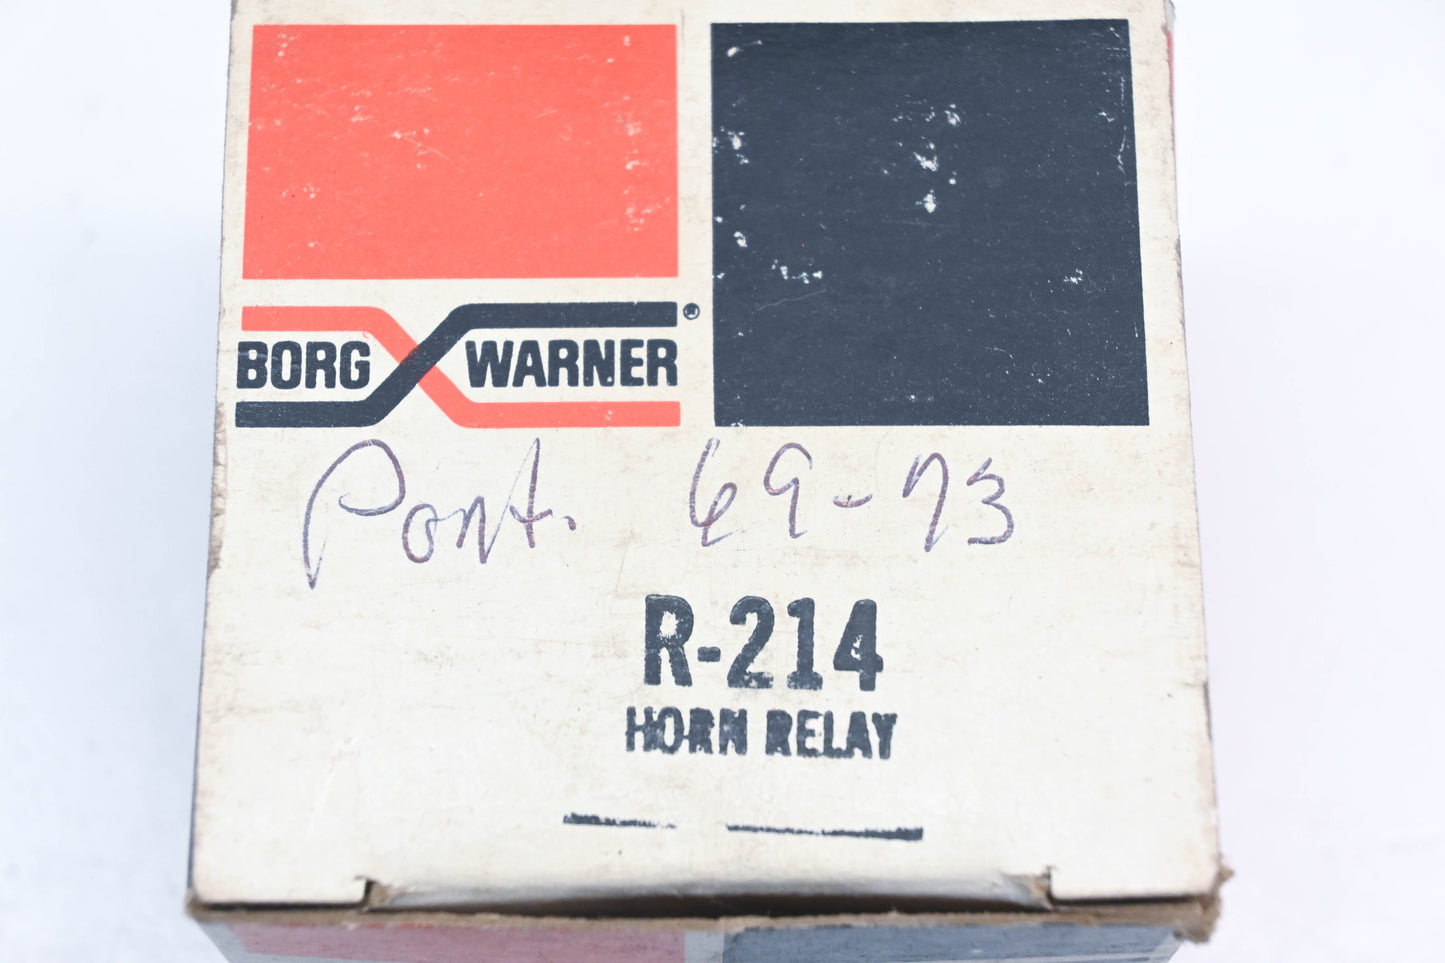 BORG WARNER®
Pont. 69-73
R-214
HORN RELAY